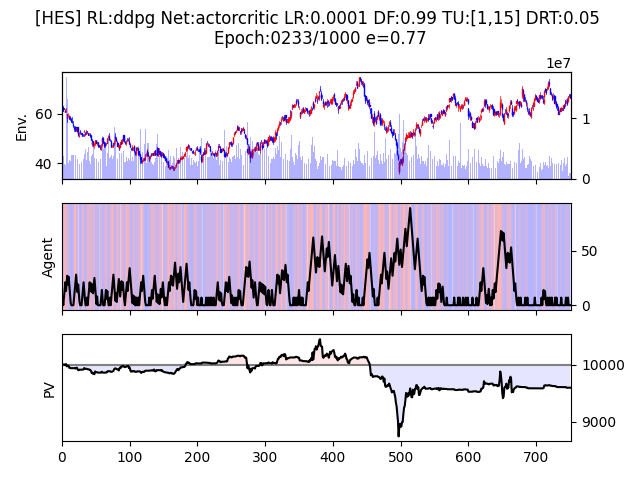 [HES] RL:ddpg Net:actorcritic LR:0.0001 DF:0.99 TU:[1,15] DRT:0.05
Epoch:0233/1000 e=0.77
1e7
Env.
60
40
1
0
Agent
50
0
PV
10000
9000
0 100 200 300 400 500 600 700